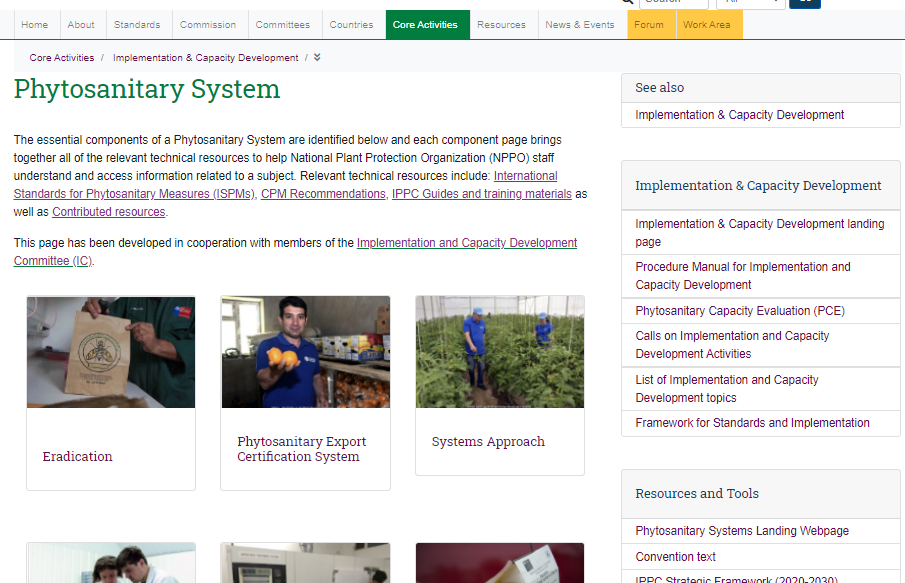 Search
All
Home
About
Standards
Commission
Committees
Countries
Core Activities
Resources
News & Events
Forum
Work Area
Core Activities / Implementation & Capacity Development /
Phytosanitary System
The essential components of a Phytosanitary System are identified below and each component page brings
together all of the relevant technical resources to help National Plant Protection Organization (NPPO) staff
understand and access information related to a subject. Relevant technical resources include: International
Standards for Phytosanitary Measures (ISPMs), CPM Recommendations, IPPC Guides and training materials as
well as Contributed resources.
This page has been developed in cooperation with members of the Implementation and Capacity Development
Committee (IC).
Eradication
Phytosanitary Export
Certification System
Systems Approach
See also
Implementation & Capacity Development
Implementation & Capacity Development
Implementation & Capacity Development landing
page
Procedure Manual for Implementation and
Capacity Development
Phytosanitary Capacity Evaluation (PCE)
Calls on Implementation and Capacity
Development Activities
List of Implementation and Capacity
Development topics
Framework for Standards and Implementation
Resources and Tools
Phytosanitary Systems Landing Webpage
Convention text
IPPC Strategic Framework (2020-2030)